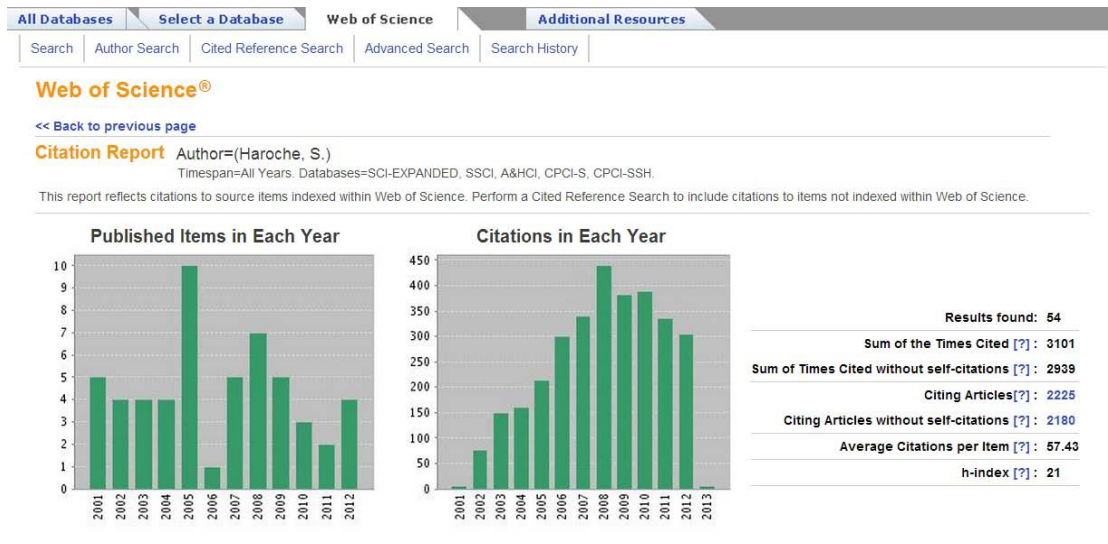 All Databases Select a Database Web of Science Additional Resources
Search Author Search Cited Reference Search Advanced Search Search History
Web of Science®
<< Back to previous page
Citation Report Author=(Haroche, S.)
Timespan=All Years. Databases=SCI-EXPANDED, SSCI, A&HCI, CPCI-S, CPCI-SSH.
This report reflects citations to source items indexed within Web of Science. Perform a Cited Reference Search to include citations to items not indexed within Web of Science.
Published Items in Each Year
10
9
8
7
6
5
4
3
2
1
0
2001 2002 2003 2004 2005 2006 2007 2008 2009 2010 2011 2012
Citations in Each Year
450
400
350
300
250
200
150
100
50
0
2001 2002 2003 2004 2005 2006 2007 2008 2009 2010 2011 2012 2013
Results found: 54
Sum of the Times Cited [?] : 3101
Sum of Times Cited without self-citations [?] : 2939
Citing Articles[?] : 2225
Citing Articles without self-citations [?] : 2180
Average Citations per Item [?] : 57.43
h-index [?] : 21